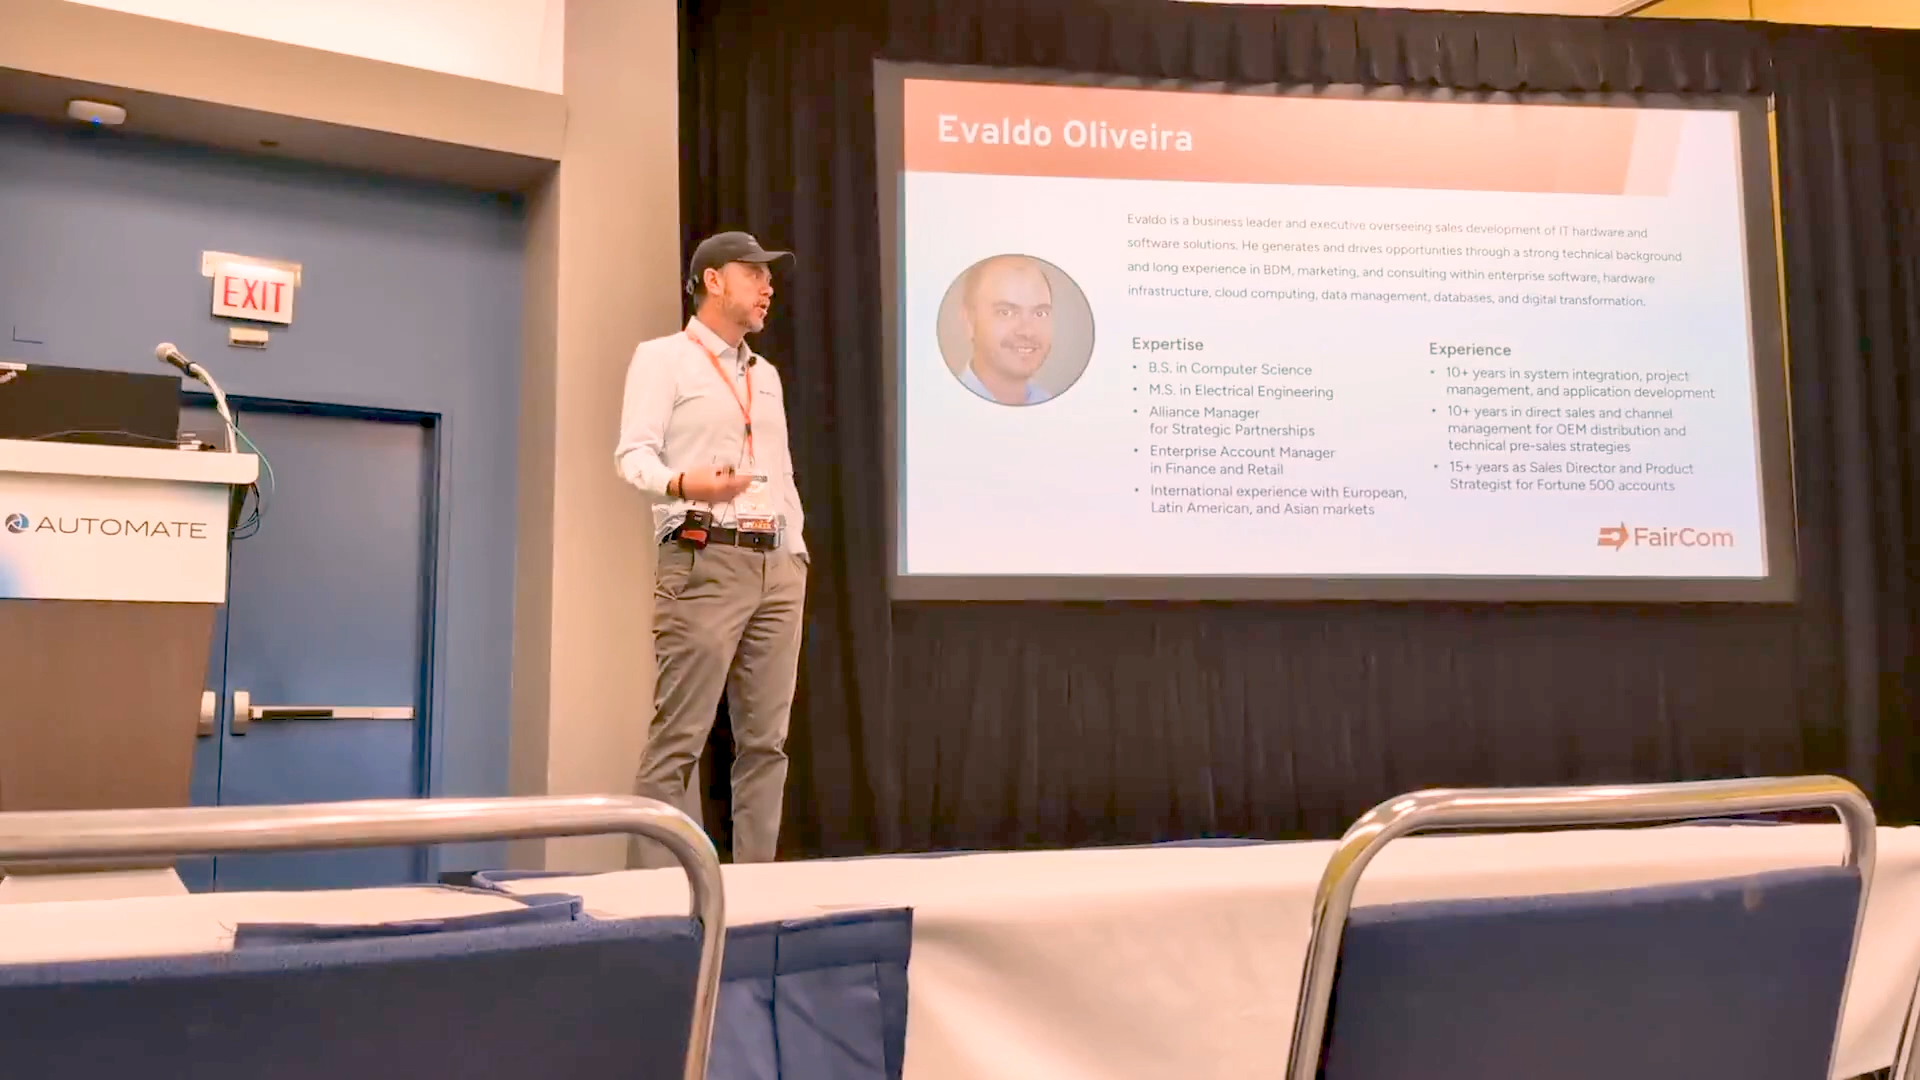 EXIT
AUTOMATE
SPEAKER
Evaldo Oliveira
Evaldo is a business leader and executive overseeing sales development of IT hardware and
software solutions. He generates and drives opportunities through a strong technical background
and long experience in BDM, marketing, and consulting within enterprise software, hardware
infrastructure, cloud computing, data management, databases, and digital transformation.
Expertise
• B.S. in Computer Science
• M.S. in Electrical Engineering
• Alliance Manager
for Strategic Partnerships
• Enterprise Account Manager
in Finance and Retail
• International experience with European,
Latin American, and Asian markets
Experience
• 10+ years in system integration, project
management, and application development
• 10+ years in direct sales and channel
management for OEM distribution and
technical pre-sales strategies
• 15+ years as Sales Director and Product
Strategist for Fortune 500 accounts
FairCom